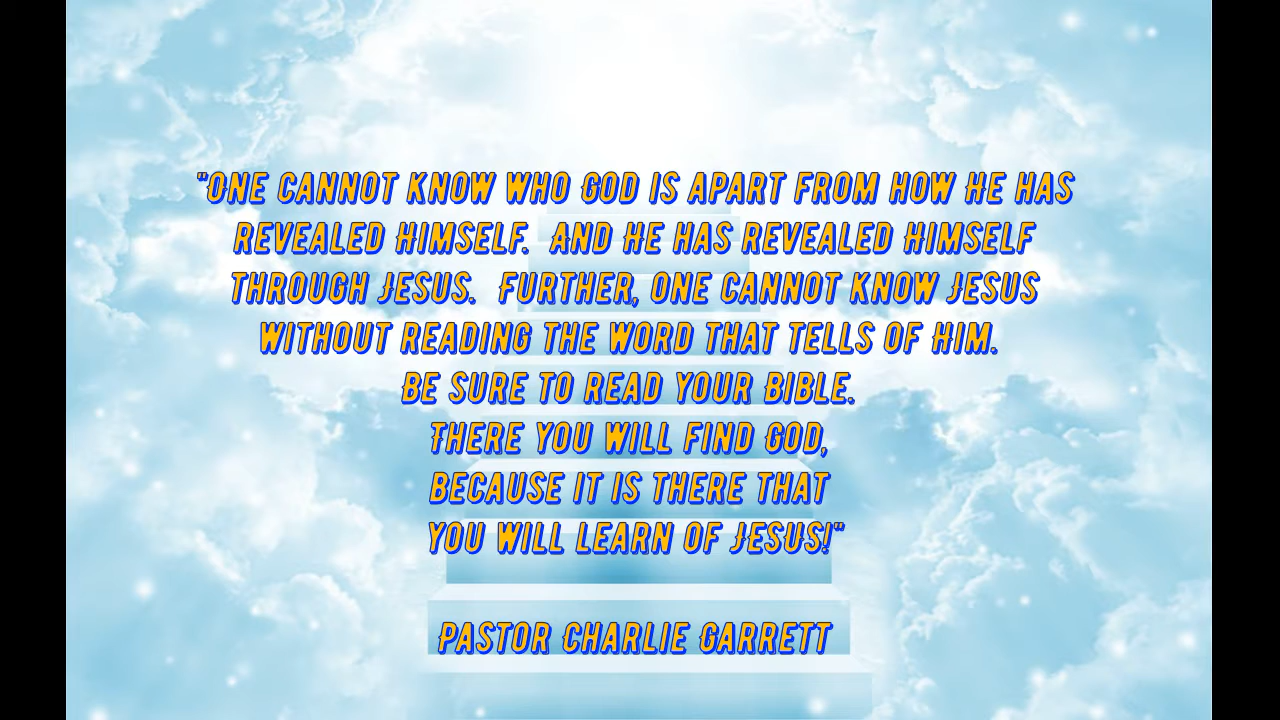 "One cannot know who God is apart from how He has
revealed Himself.  And He has revealed Himself
through Jesus.  Further, one cannot know Jesus
without reading the word that tells of Him.
Be sure to read your Bible.
There you will find God,
because it is there that
you will learn of Jesus!"
Pastor Charlie Garrett